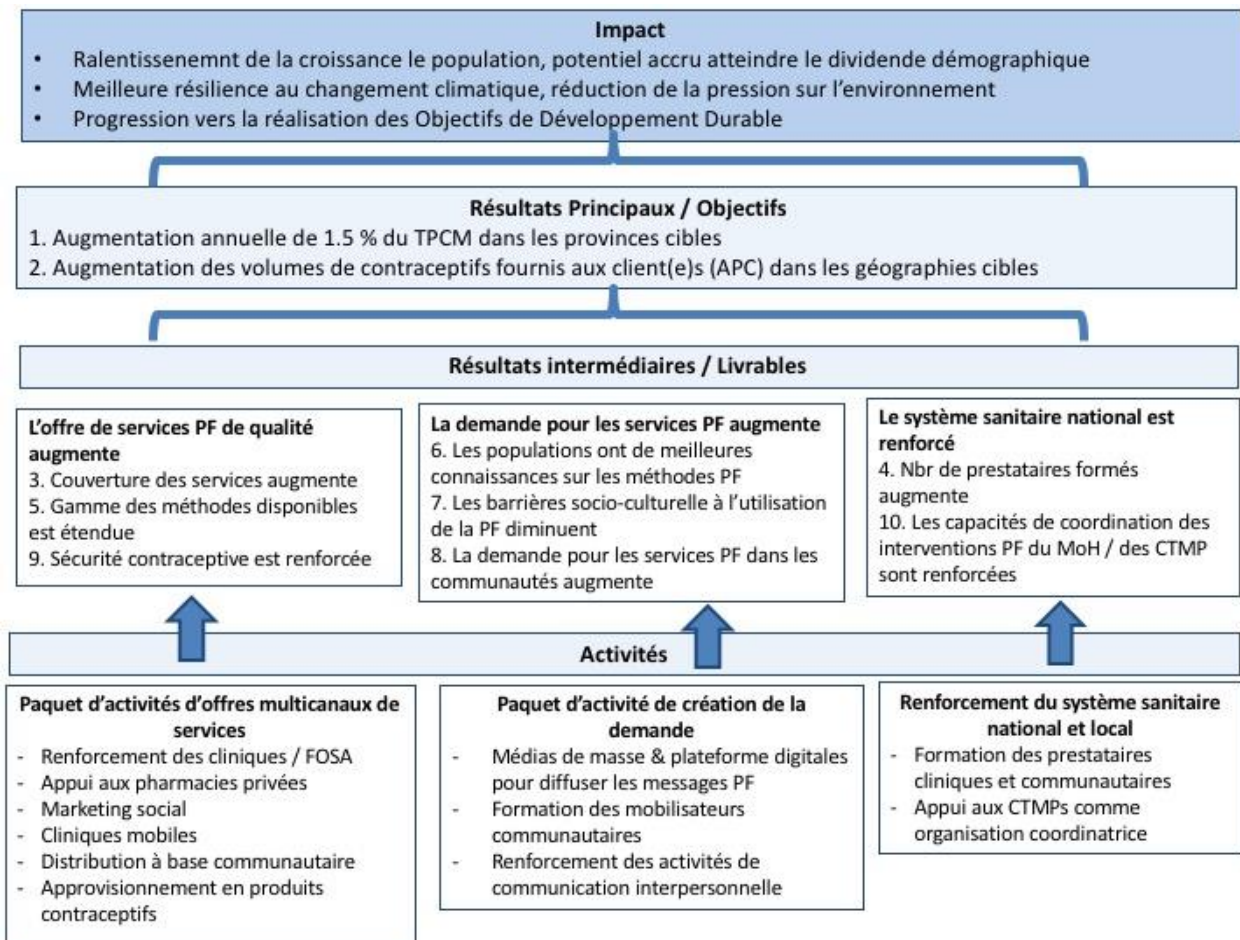 Impact
• Ralentissenemnt de la croissance le population, potentiel accru atteindre le dividende démographique
• Meilleure résilience au changement climatique, réduction de la pression sur l'environnement
• Progression vers la réalisation des Objectifs de Développement Durable
Résultats Principaux / Objectifs
1. Augmentation annuelle de 1.5 % du TPCM dans les provinces cibles
2. Augmentation des volumes de contraceptifs fournis aux client(e)s (APC) dans les géographies cibles
Résultats intermédiaires / Livrables
L'offre de services PF de qualité
augmente
3. Couverture des services augmente
5. Gamme des méthodes disponibles
est étendue
9. Sécurité contraceptive est renforcée
La demande pour les services PF augmente
6. Les populations ont de meilleures
connaissances sur les méthodes PF
7. Les barrières socio-culturelle à l'utilisation
de la PF diminuent
8. La demande pour les services PF dans les
communautés augmente
Le système sanitaire national est
renforcé
4. Nbr de prestataires formés
augmente
10. Les capacités de coordination des
interventions PF du MoH / des CTMP
sont renforcées
Activités
Paquet d'activités d'offres multicanaux de
services
- Renforcement des cliniques / FOSA
- Appui aux pharmacies privées
- Marketing social
- Cliniques mobiles
- Distribution à base communautaire
- Approvisionnement en produits
contraceptifs
Paquet d'activité de création de la
demande
- Médias de masse & plateforme digitales
pour diffuser les messages PF
- Formation des mobilisateurs
communautaires
- Renforcement des activités de
communication interpersonnelle
Renforcement du système sanitaire
national et local
- Formation des prestataires
cliniques et communautaires
- Appui aux CTMPs comme
organisation coordinatrice